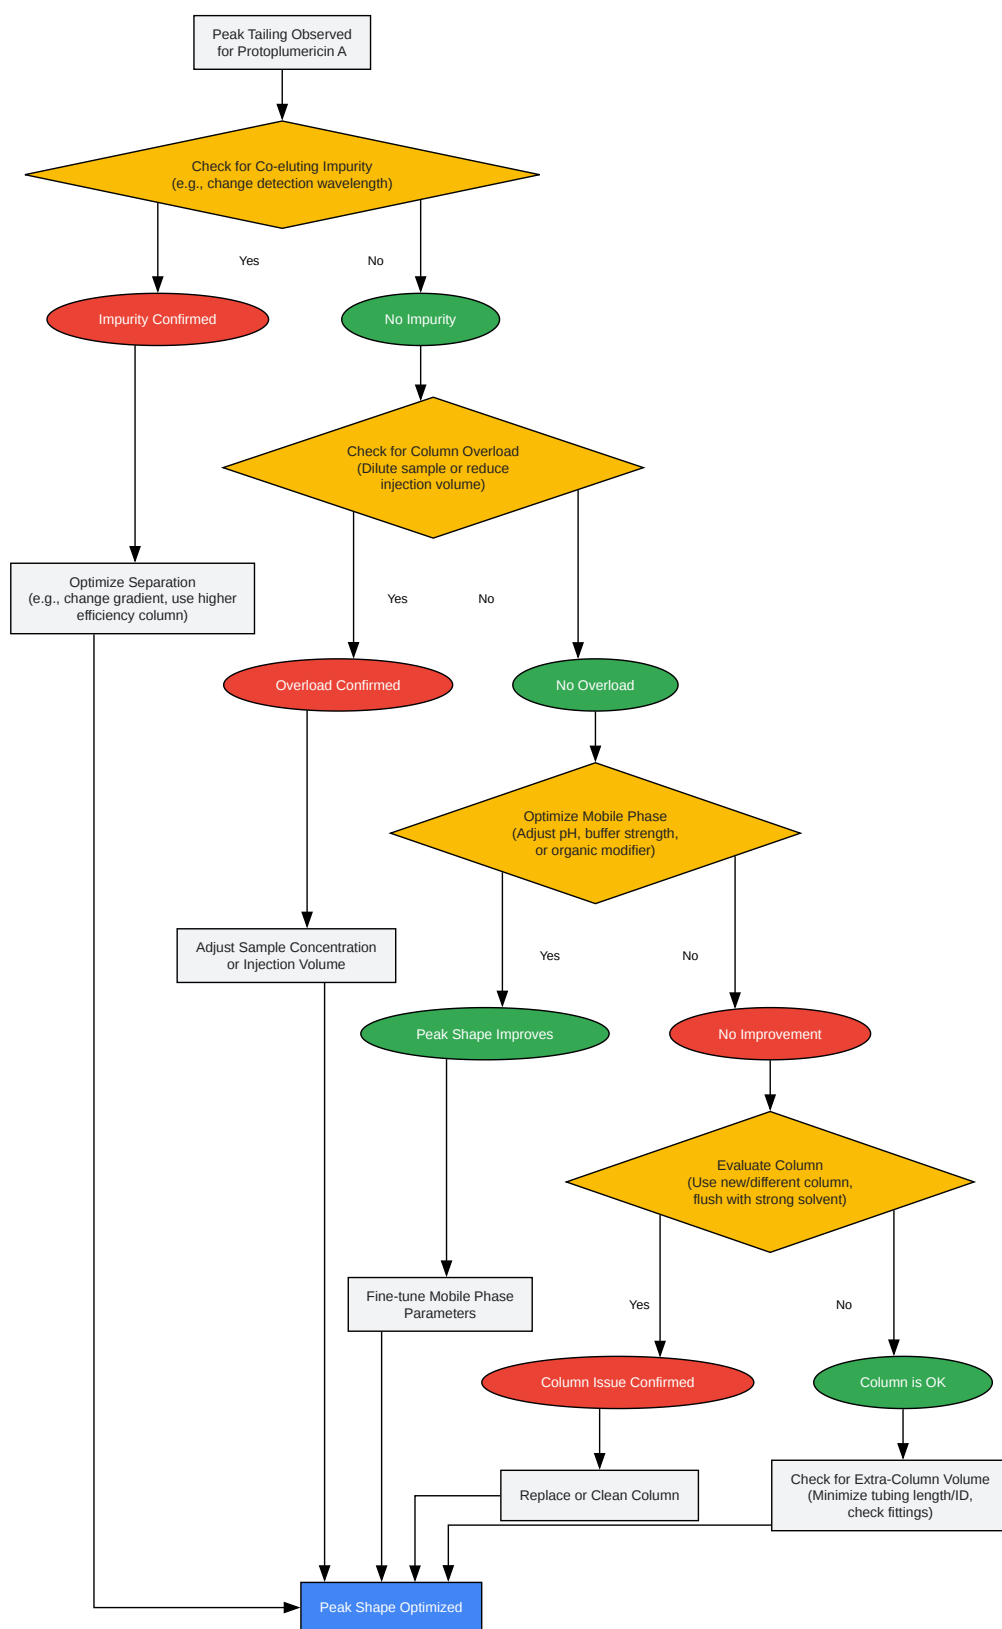 Peak Tailing Observed
for Protoplumericin A
Check for Co-eluting Impurity
(e.g., change detection wavelength)
Yes
No
Impurity Confirmed
No Impurity
Check for Column Overload
(Dilute sample or reduce
injection volume)
Optimize Separation
(e.g., change gradient, use higher
efficiency column)
Yes
No
Overload Confirmed
No Overload
Optimize Mobile Phase
(Adjust pH, buffer strength,
or organic modifier)
Adjust Sample Concentration
or Injection Volume
Yes
No
Peak Shape Improves
No Improvement
Evaluate Column
(Use new/different column,
flush with strong solvent)
Fine-tune Mobile Phase
Parameters
Yes
No
Column Issue Confirmed
Column is OK
Replace or Clean Column
Check for Extra-Column Volume
(Minimize tubing length/ID,
check fittings)
Peak Shape Optimized